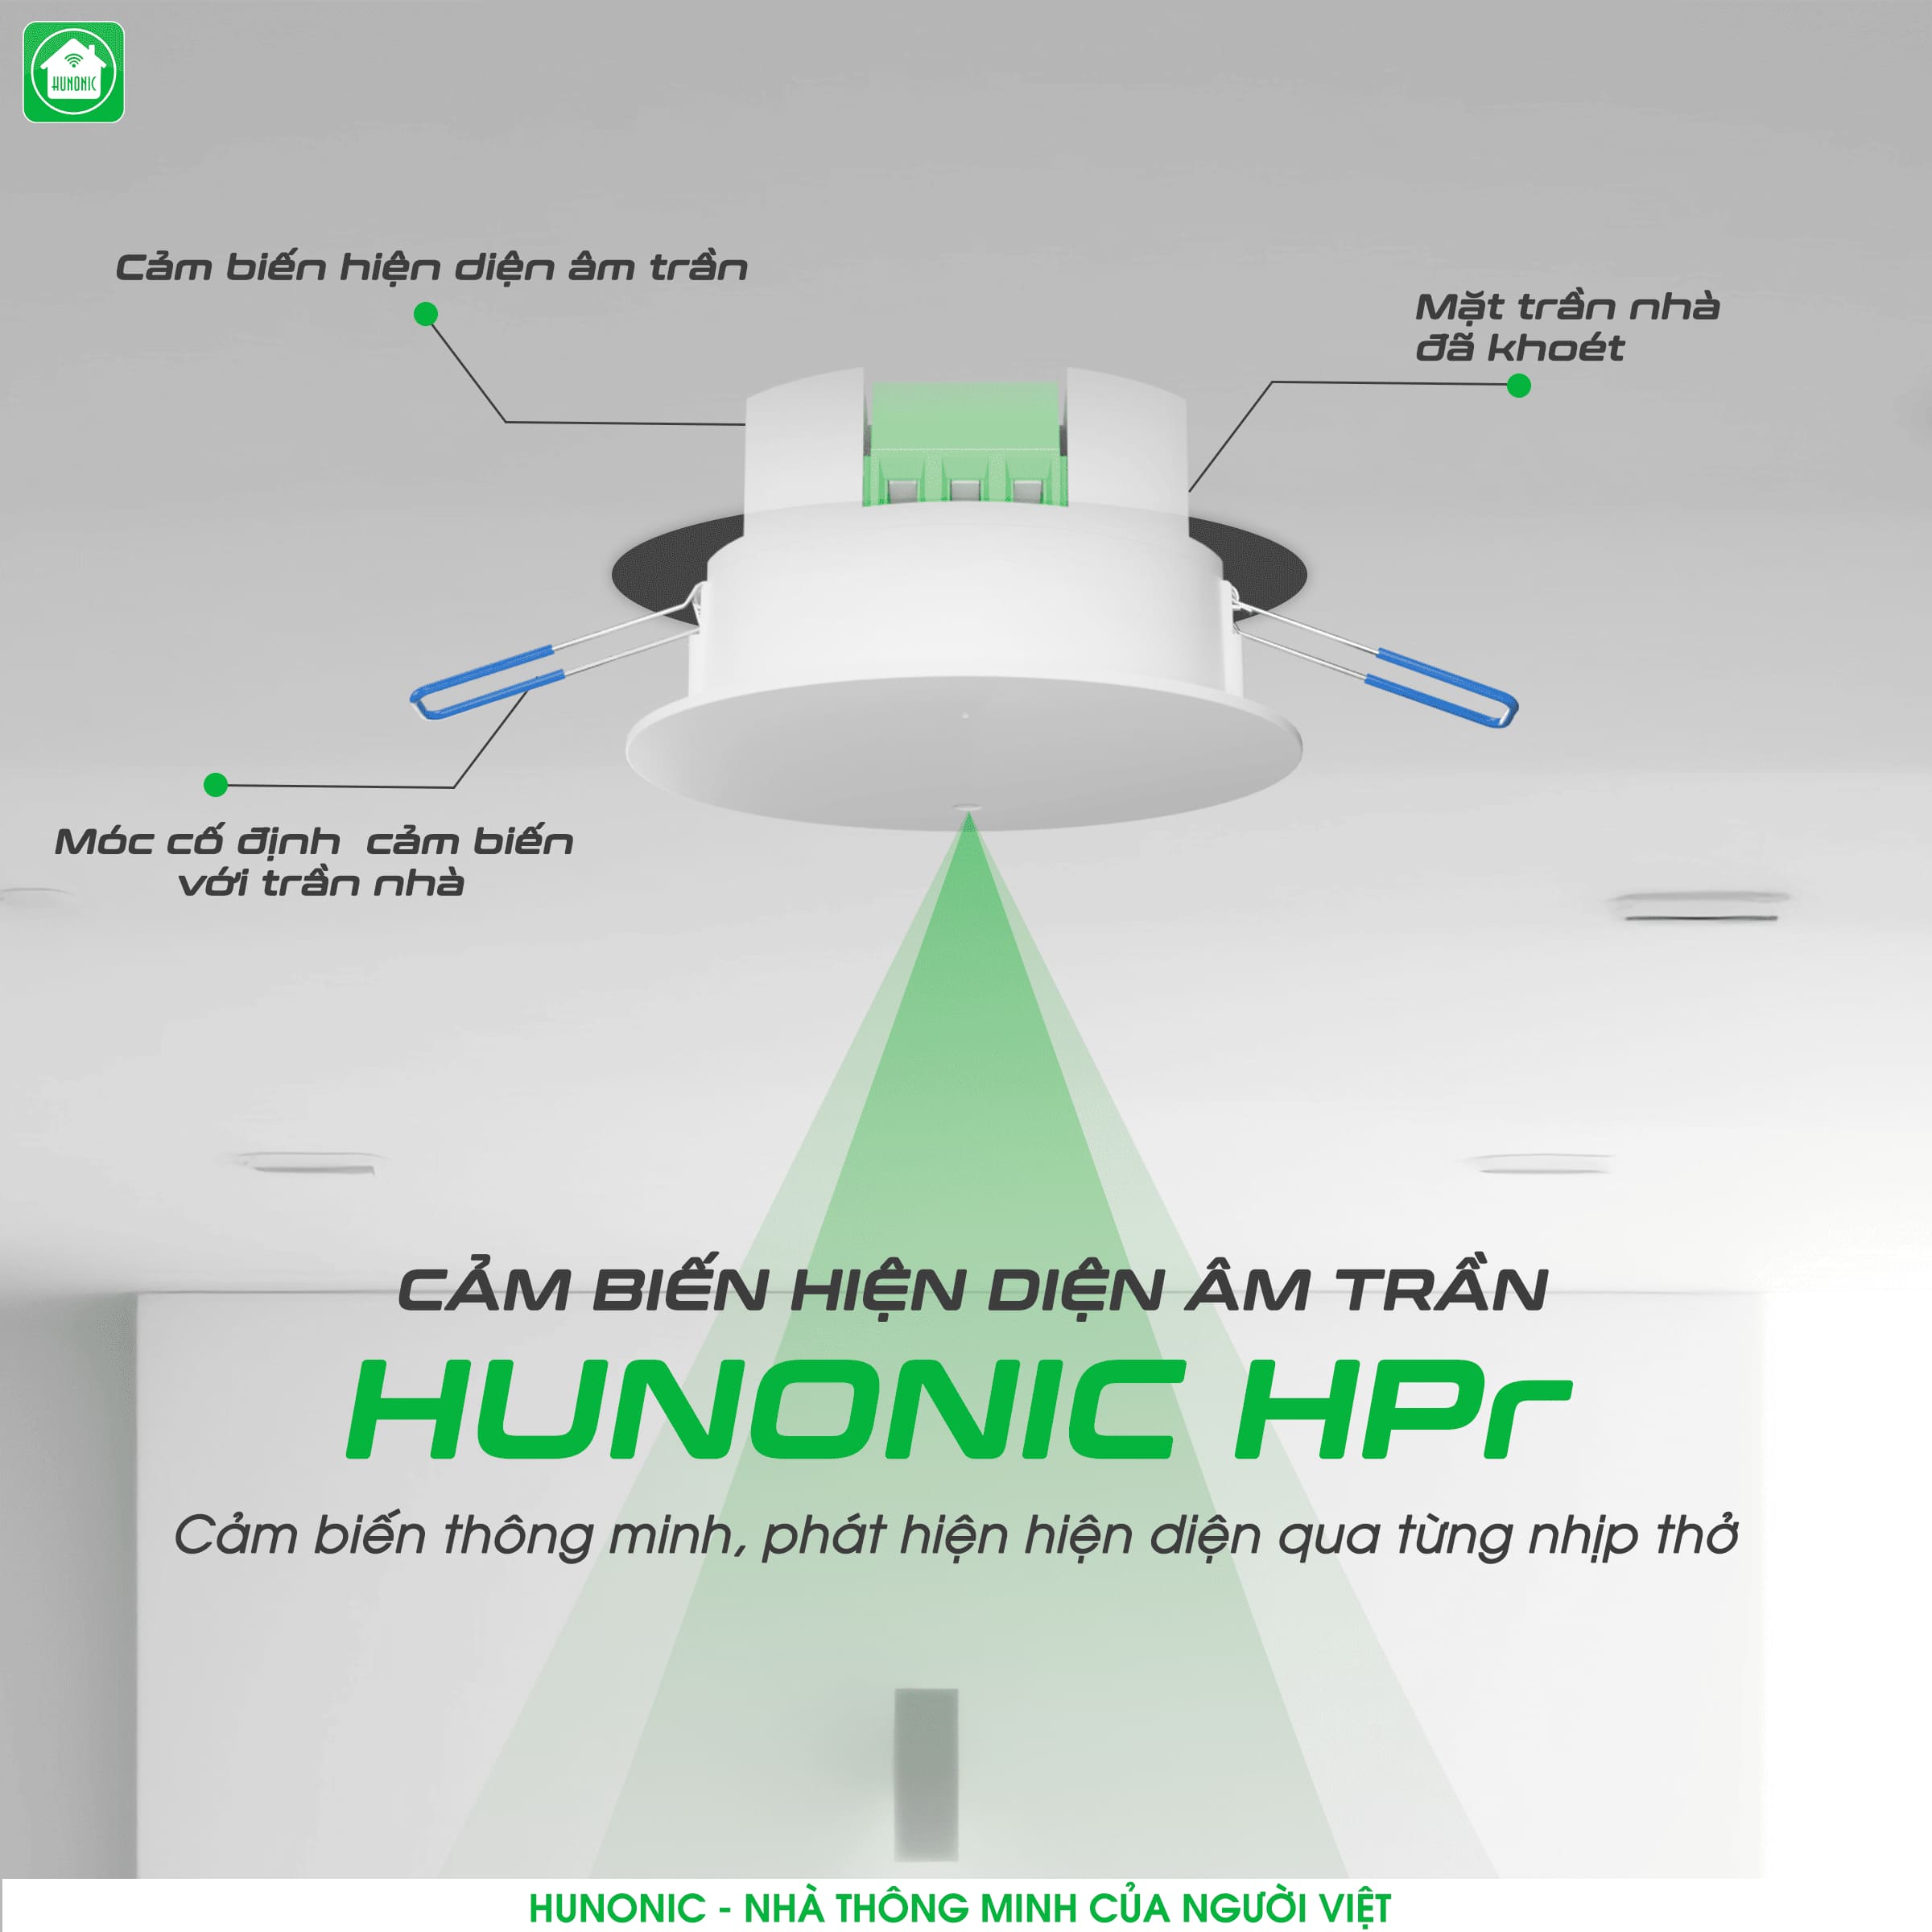 HUNONIC
Cảm biến hiện diện âm trần
Mặt trần nhà
đã khoét
Móc cố định cảm biến
với trần nhà
CẢM BIẾN HIỆN DIỆN ÂM TRẦN
HUNONIC HPr
Cảm biến thông minh, phát hiện hiện diện qua từng nhịp thở
HUNONIC - NHÀ THÔNG MINH CỦA NGƯỜI VIỆT